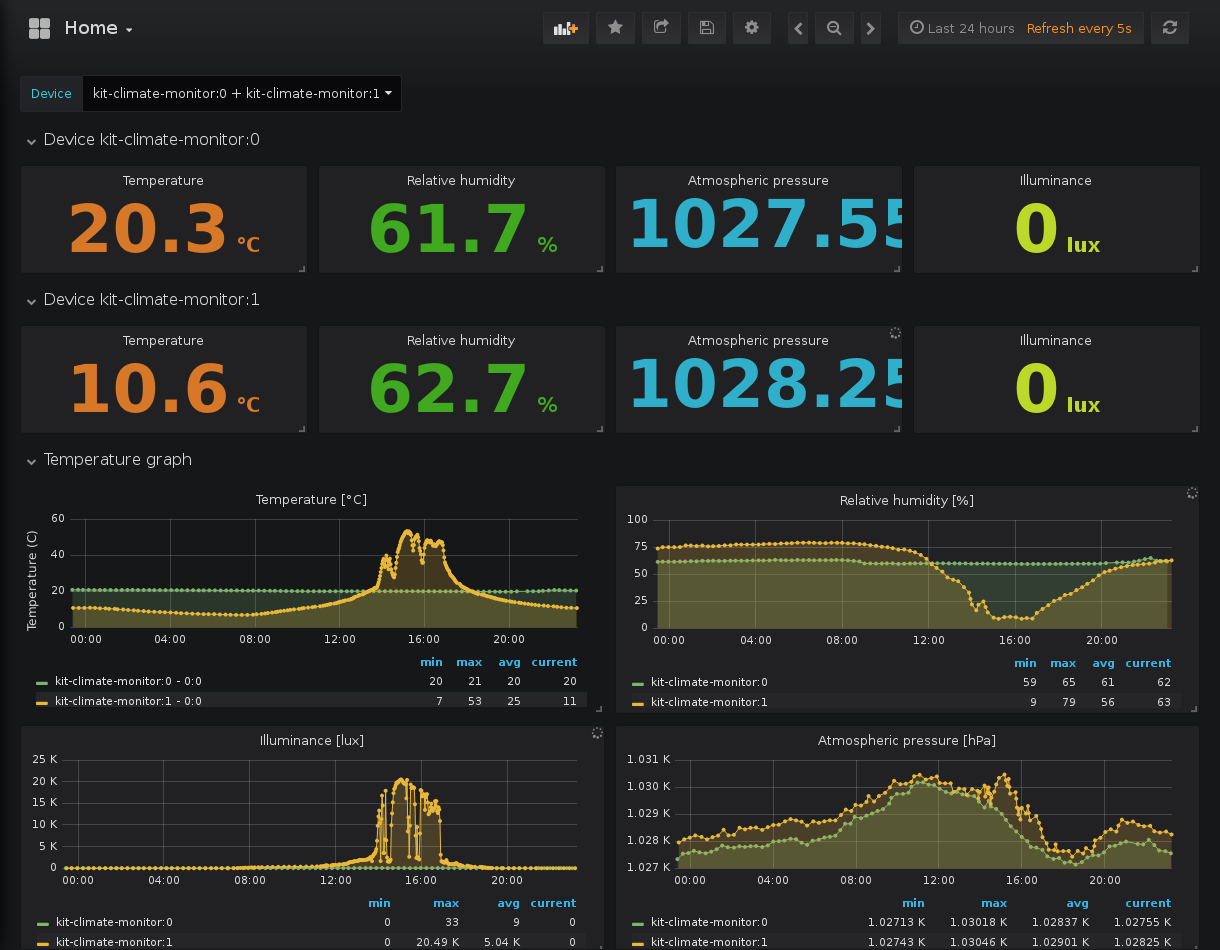 Home
Last 24 hours Refresh every 5s
Device kit-climate-monitor:0 + kit-climate-monitor:1
Device kit-climate-monitor:0
Temperature Relative humidity Atmospheric pressure Illuminance
20.3 °C 61.7 % 1027.55 0 lux
Device kit-climate-monitor:1
Temperature Relative humidity Atmospheric pressure Illuminance
10.6 °C 62.7 % 1028.25 0 lux
Temperature graph
Temperature [°C]
Temperature (C)
60
40
20
0
00:00 04:00 08:00 12:00 16:00 20:00
min max avg current
kit-climate-monitor:0 - 0:0 20 21 20 20
kit-climate-monitor:1 - 0:0 7 53 25 11
Relative humidity [%]
100
75
50
25
0
00:00 04:00 08:00 12:00 16:00 20:00
min max avg current
kit-climate-monitor:0 59 65 61 62
kit-climate-monitor:1 9 79 56 63
Illuminance [lux]
25 K
20 K
15 K
10 K
5 K
0
00:00 04:00 08:00 12:00 16:00 20:00
min max avg current
kit-climate-monitor:0 0 33 9 0
kit-climate-monitor:1 0 20.49 K 5.04 K 0
Atmospheric pressure [hPa]
1.031 K
1.030 K
1.029 K
1.028 K
1.027 K
00:00 04:00 08:00 12:00 16:00 20:00
min max avg current
kit-climate-monitor:0 1.02713 K 1.03018 K 1.02837 K 1.02755 K
kit-climate-monitor:1 1.02743 K 1.03046 K 1.02901 K 1.02825 K